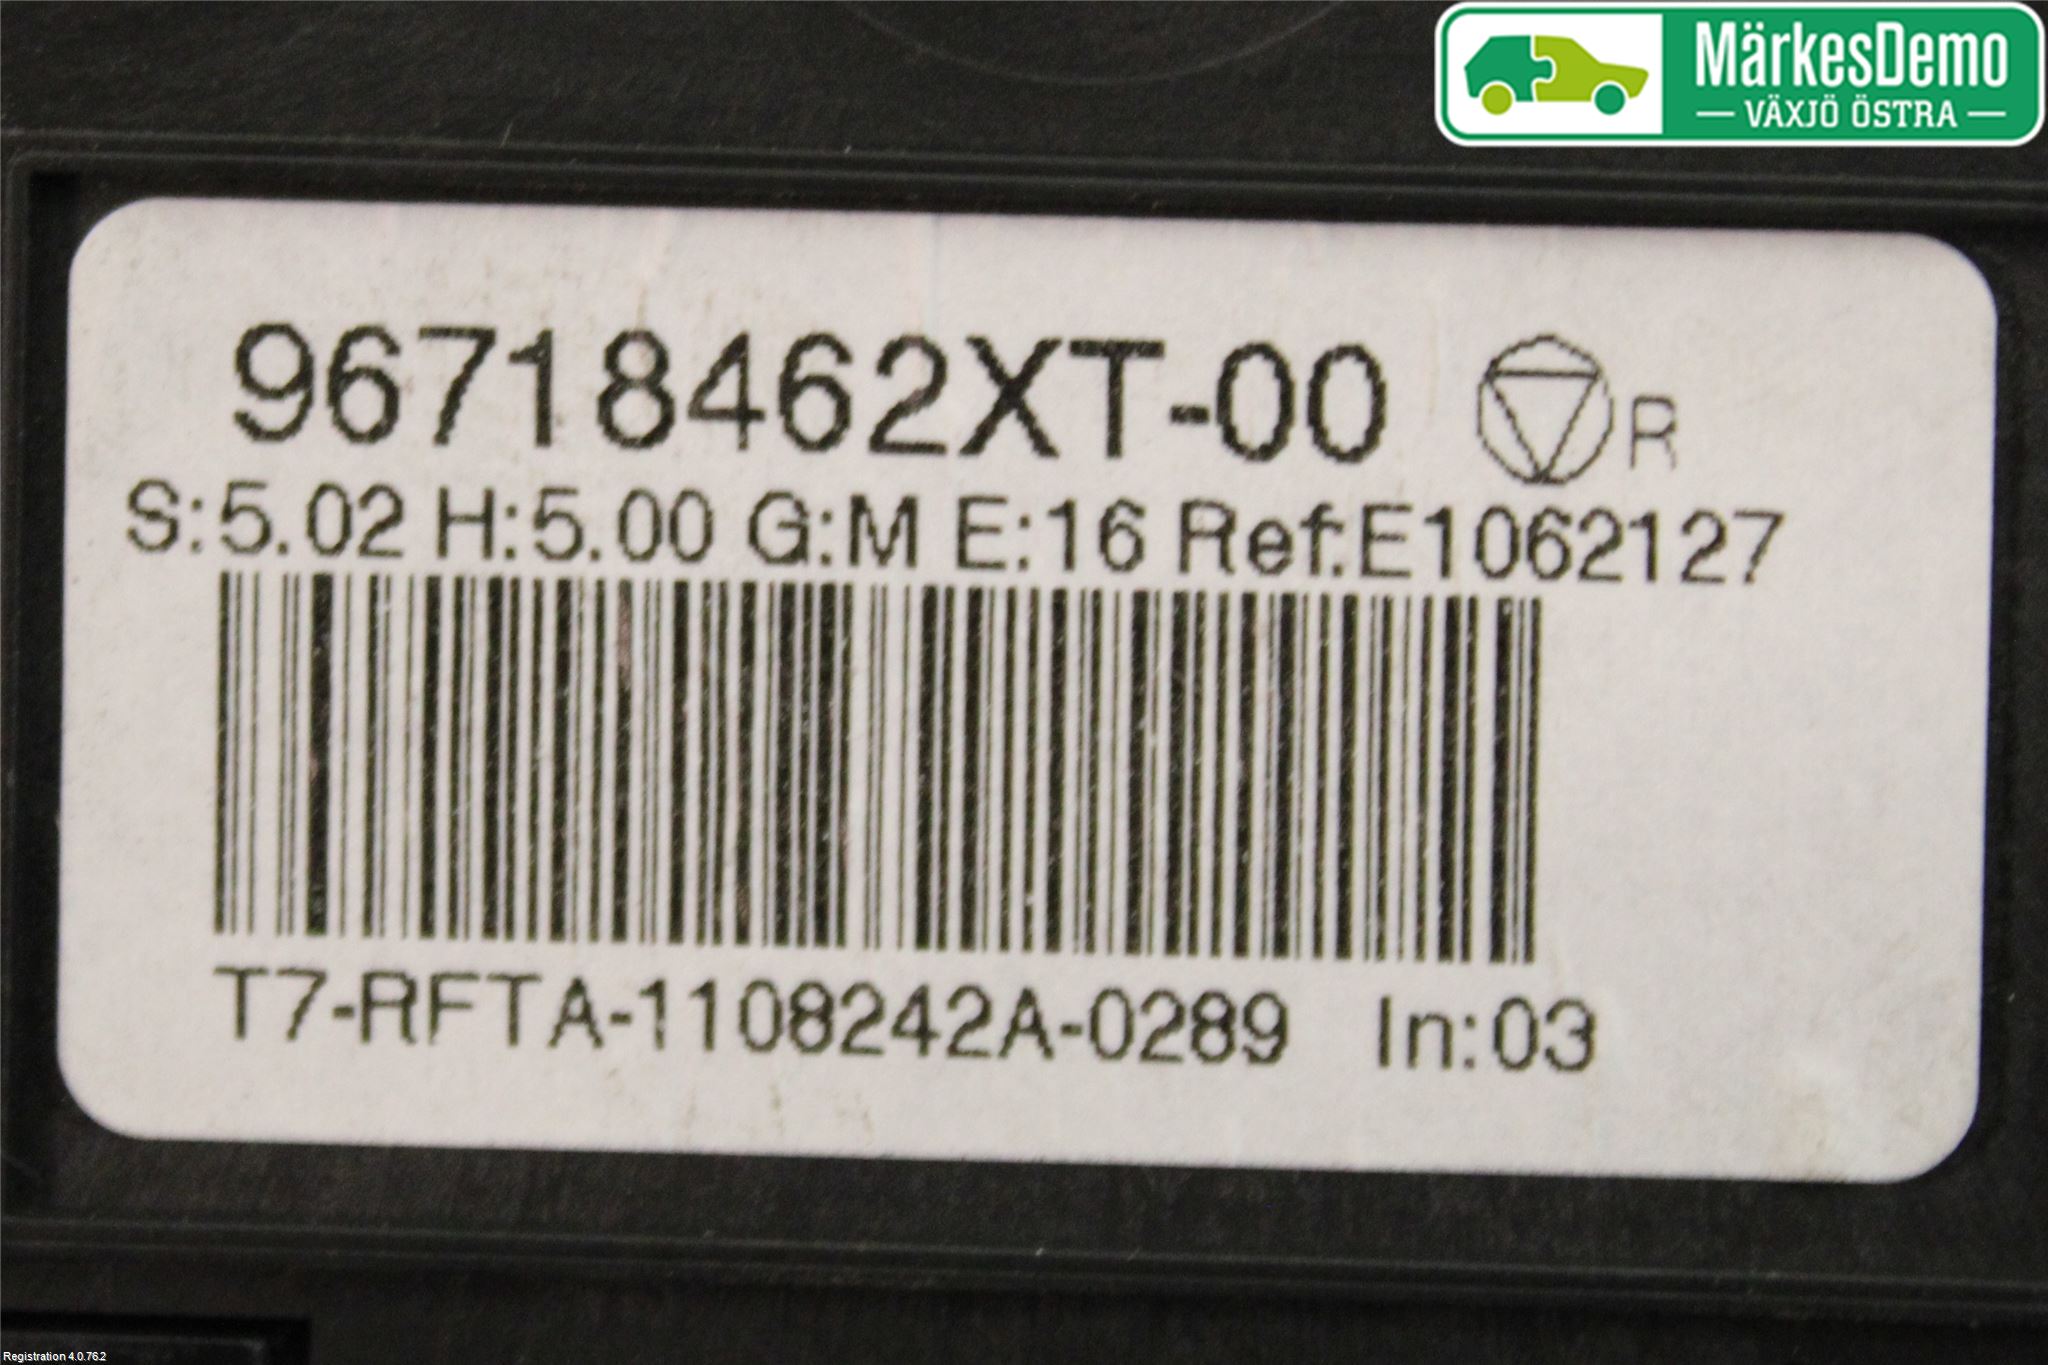 MärkesDemo
VÄXJÖ ÖSTRA
96718462XT-00 R
S:5.02 H:5.00 G:M E:16 Ref:E1062127
T7-RFTA-1108242A-0289 In:03
Registration 4.0.76.2